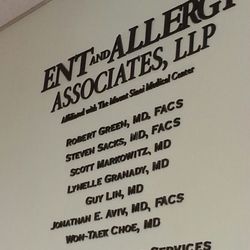 ENT AND ALLERGY
ASSOCIATES, LLP
Affiliated with The Mount Sinai Medical Center
ROBERT GREEN, MD, FACS
STEVEN SACKS, MD, FACS
SCOTT MARKOWITZ, MD
LYNELLE GRANADY, MD
GUY LIN, MD
JONATHAN E. AVIV, MD, FACS
WON-TAEK CHOE, MD
SERVICES